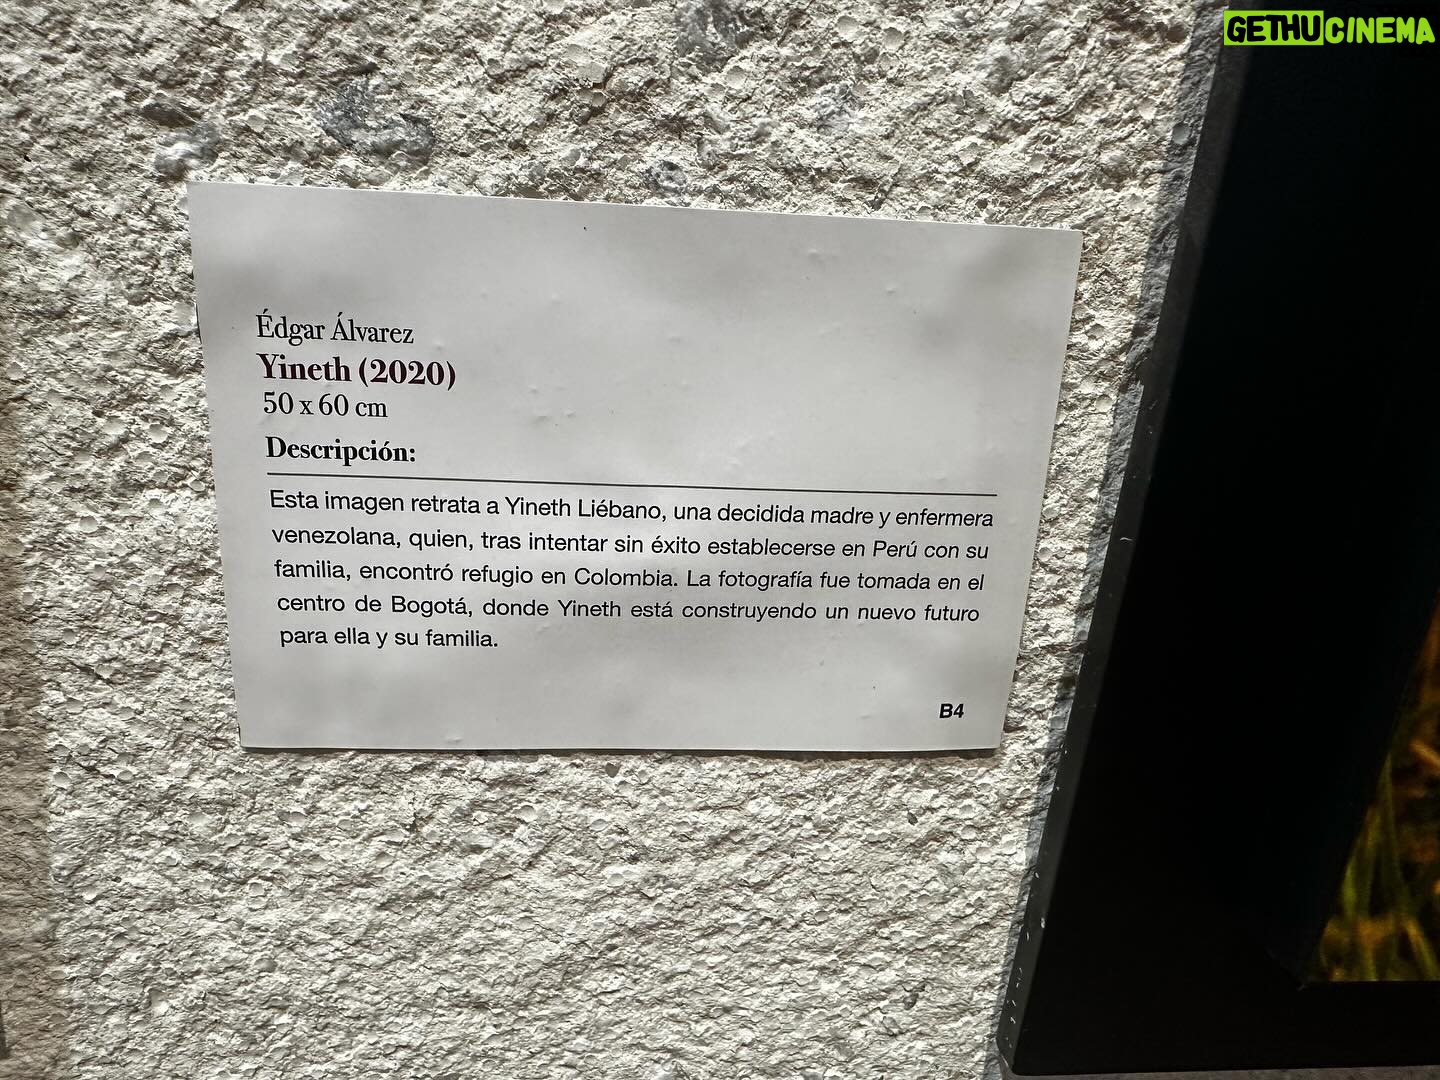 GETHUCINEMA
Édgar Álvarez
Yineth (2020)
50 x 60 cm
Descripción:
Esta imagen retrata a Yineth Liébano, una decidida madre y enfermera
venezolana, quien, tras intentar sin éxito establecerse en Perú con su
familia, encontró refugio en Colombia. La fotografía fue tomada en el
centro de Bogotá, donde Yineth está construyendo un nuevo futuro
para ella y su familia.
B4